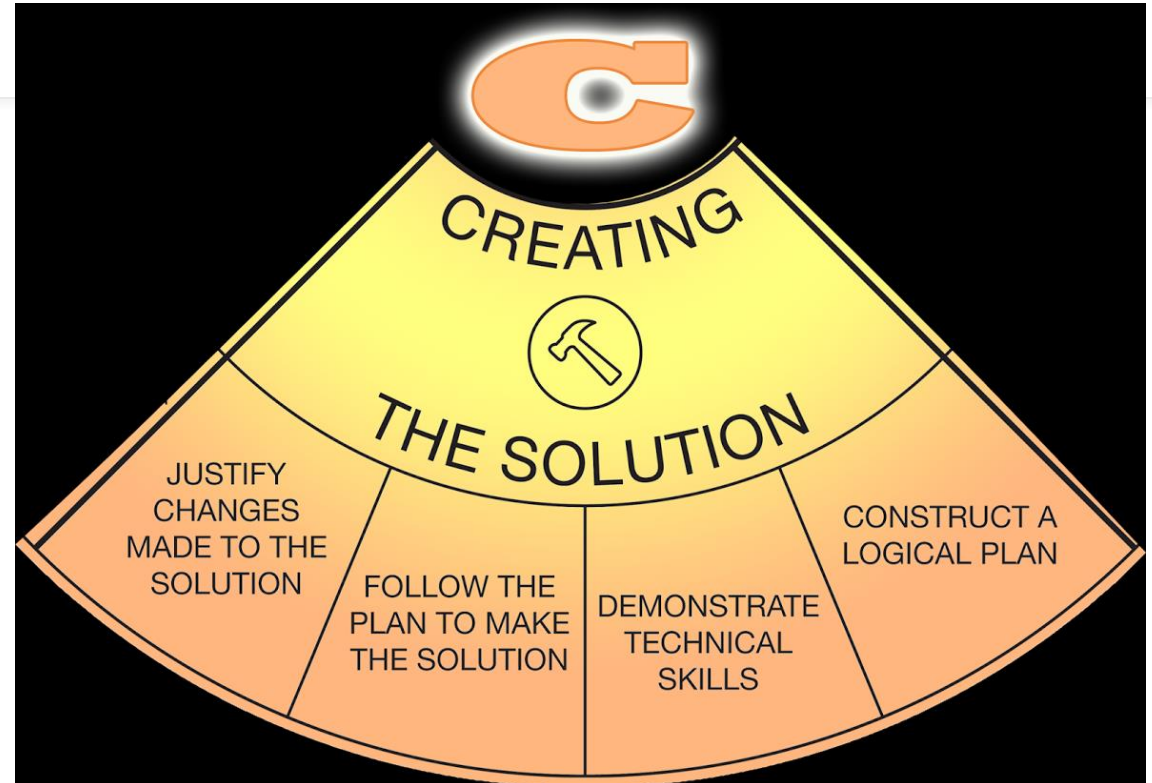 C
CREATING
THE SOLUTION
JUSTIFY
CHANGES
MADE TO THE
SOLUTION
FOLLOW THE
PLAN TO MAKE
THE SOLUTION
DEMONSTRATE
TECHNICAL
SKILLS
CONSTRUCT A
LOGICAL PLAN